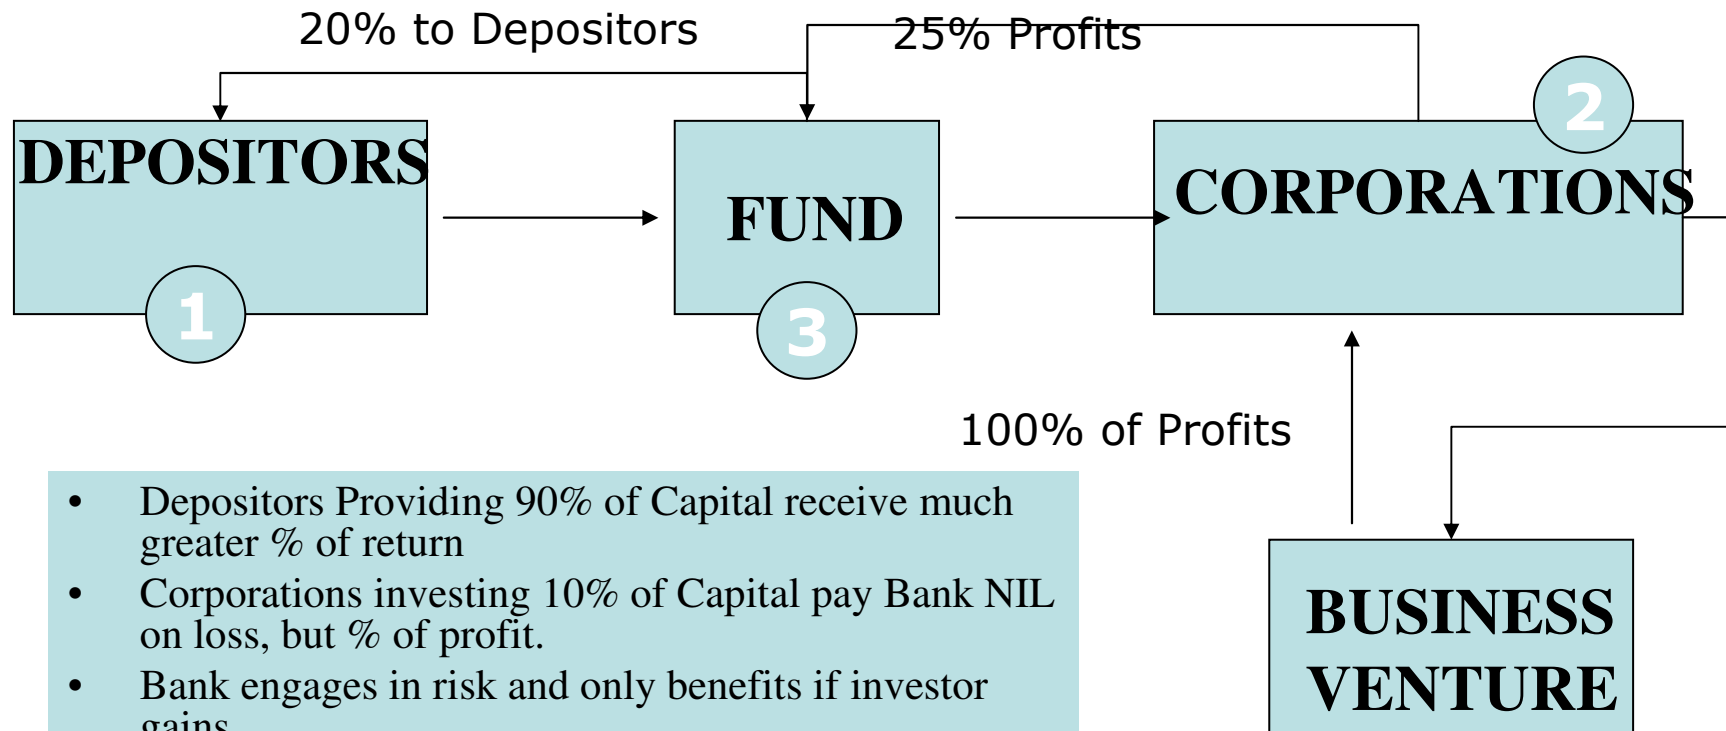 20% to Depositors
25% Profits
DEPOSITORS
FUND
CORPORATIONS
1
2
3
100% of Profits
• Depositors Providing 90% of Capital receive much
greater % of return
• Corporations investing 10% of Capital pay Bank NIL
on loss, but % of profit.
• Bank engages in risk and only benefits if investor
gains
BUSINESS
VENTURE